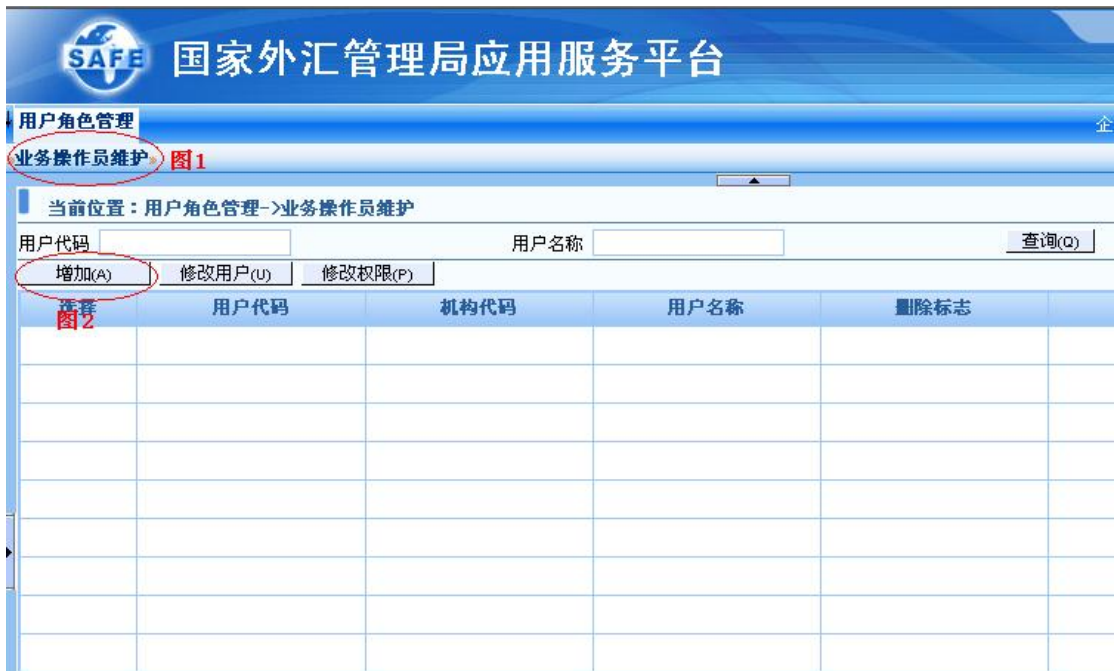 SAFE 国家外汇管理局应用服务平台
用户角色管理 企
业务操作员维护» 图1
当前位置：用户角色管理->业务操作员维护
用户代码 用户名称 查询(Q)
增加(A) 修改用户(U) 修改权限(P)
选择 用户代码 机构代码 用户名称 删除标志
图2